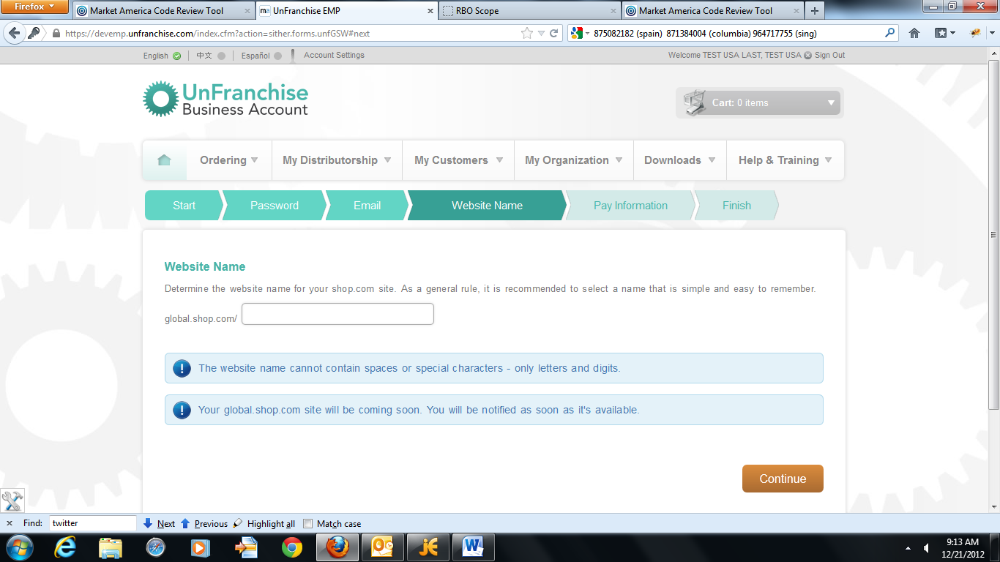 Firefox
Market America Code Review Tool
ma UnFranchise EMP
RBO Scope
Market America Code Review Tool
https://devemp.unfranchise.com/index.cfm?action=sither.forms.unfGSW#next
875082182 (spain) 871384004 (columbia) 964717755 (sing)
English 中文 Español Account Settings
Welcome TEST USA LAST, TEST USA Sign Out
UnFranchise
Business Account
Cart: 0 items
Ordering My Distributorship My Customers My Organization Downloads Help & Training
Start Password Email Website Name Pay Information Finish
Website Name
Determine the website name for your shop.com site. As a general rule, it is recommended to select a name that is simple and easy to remember.
global.shop.com/
The website name cannot contain spaces or special characters - only letters and digits.
Your global.shop.com site will be coming soon. You will be notified as soon as it's available.
Continue
Find: twitter Next Previous Highlight all Match case
9:13 AM
12/21/2012